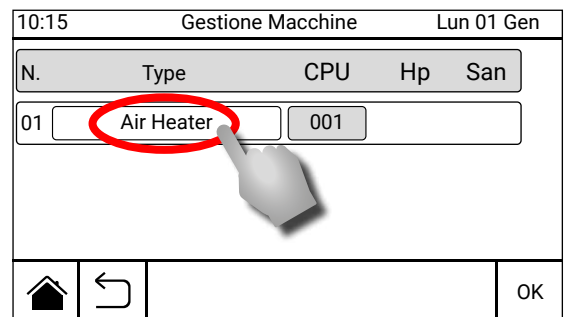 10:15 Gestione Macchine Lun 01 Gen
N. Type CPU Hp San
01 Air Heater 001
OK